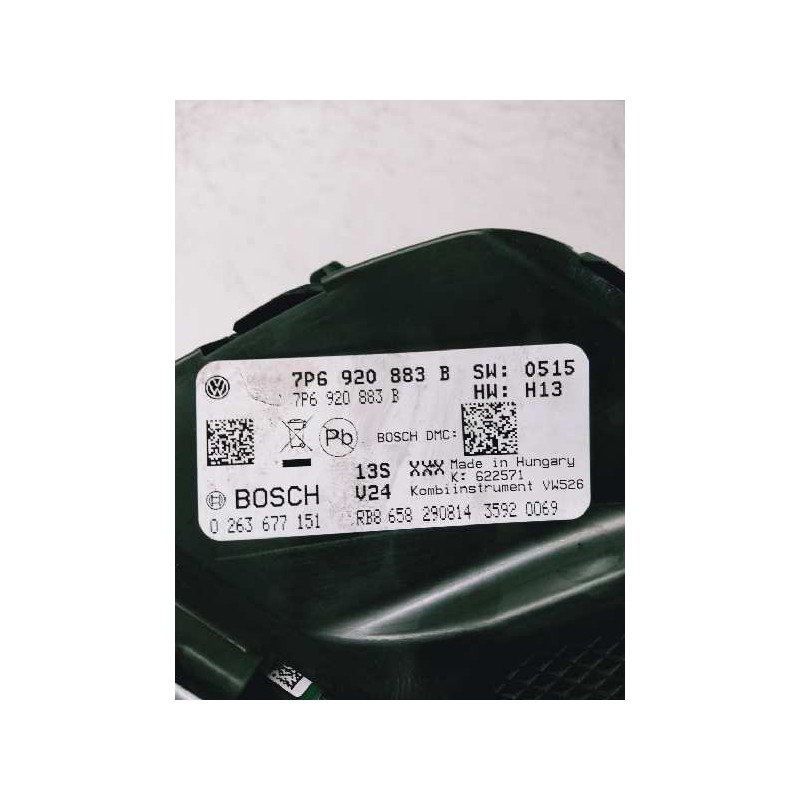 7P6 920 883 B SW: 0515
7P6 920 883 B HW: H13
Pb BOSCH DMC:
13S XXX Made in Hungary
K: 622571
BOSCH V24 Kombiinstrument VW526
0 263 677 151 RB8 658 290814 3592 0069